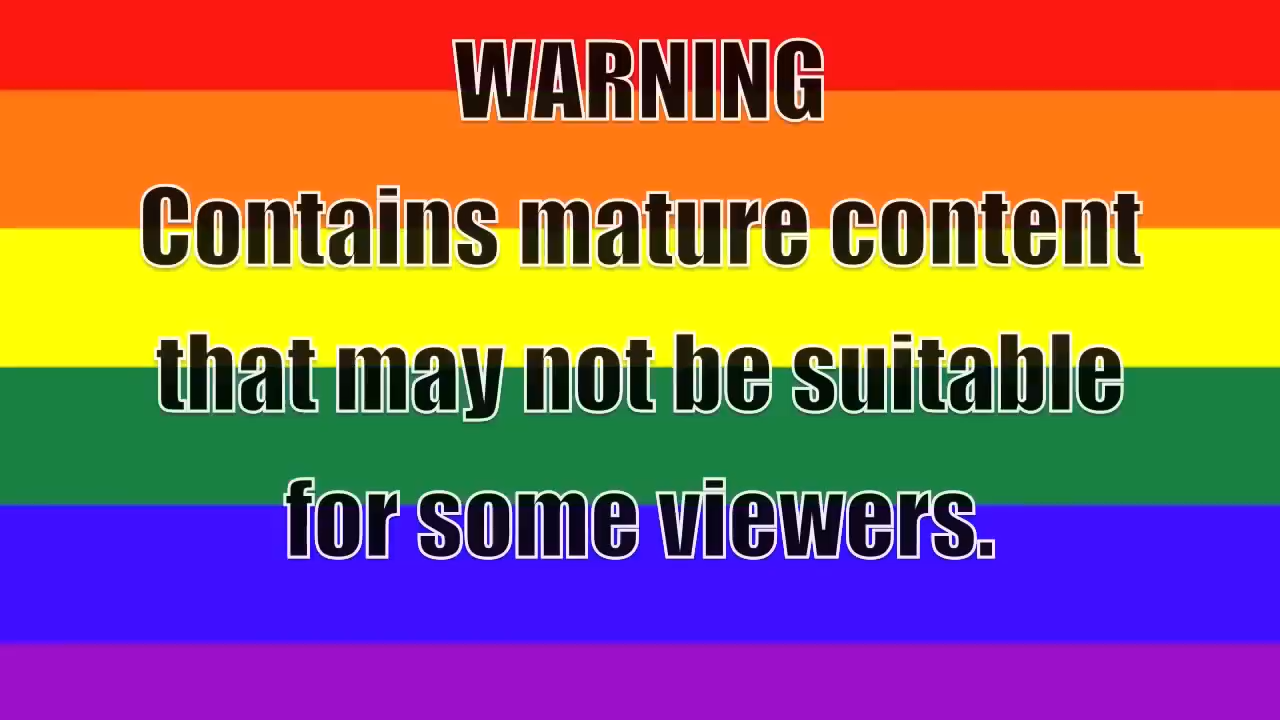 WARNING
Contains mature content
that may not be suitable
for some viewers.